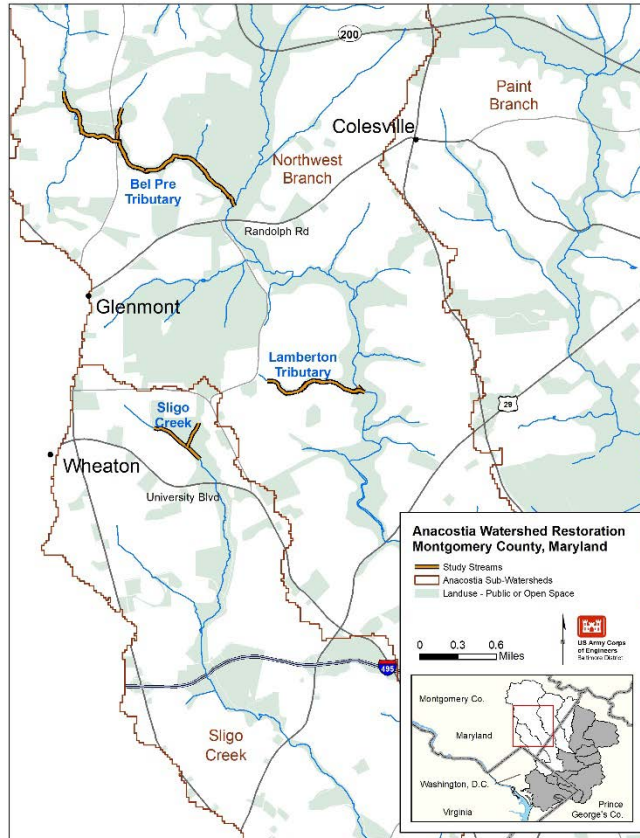 200
Paint
Branch
Colesville
Northwest
Branch
Bel Pre
Tributary
Randolph Rd
Glenmont
Lamberton
Tributary
Sligo
Creek
29
Wheaton
University Blvd
495
Sligo
Creek
Anacostia Watershed Restoration
Montgomery County, Maryland
Study Streams
Anacostia Sub-Watersheds
Landuse - Public or Open Space
0 0.3 0.6
Miles
N
US Army Corps
of Engineers
Baltimore District
Montgomery Co.
Maryland
Washington, D.C.
Virginia
Prince
George's Co.